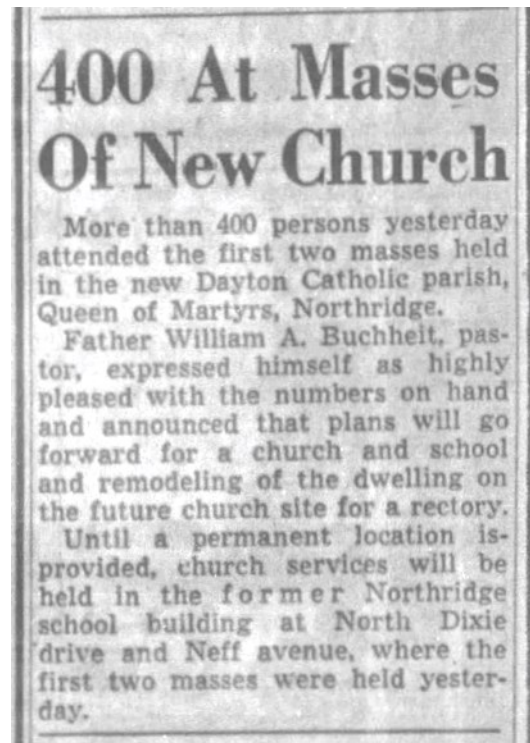 400 At Masses
Of New Church
More than 400 persons yesterday
attended the first two masses held
in the new Dayton Catholic parish,
Queen of Martyrs, Northridge.
Father William A. Buchheit, pas-
tor, expressed himself as highly
pleased with the numbers on hand
and announced that plans will go
forward for a church and school
and remodeling of the dwelling on
the future church site for a rectory.
Until a permanent location is-
provided, church services will be
held in the former Northridge
school building at North Dixie
drive and Neff avenue, where the
first two masses were held yester-
day.